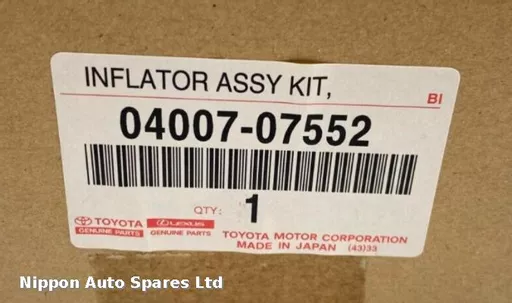 INFLATOR ASSY KIT,
BI
04007-07552
QTY: 1
TOYOTA
GENUINE PARTS
LEXUS
GENUINE PARTS
TOYOTA MOTOR CORPORATION
MADE IN JAPAN (43)33
Nippon Auto Spares Ltd